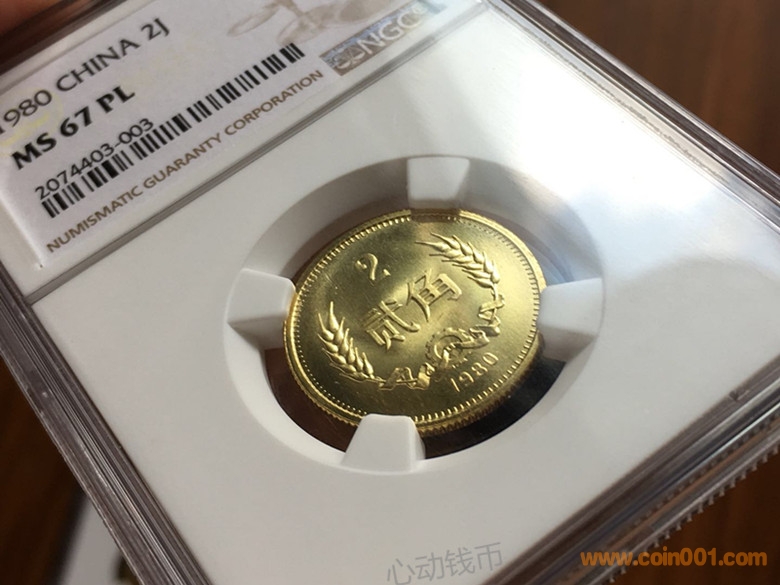 1980 CHINA 2J
MS 67 PL
2074403-003
NUMISMATIC GUARANTY CORPORATION
NGC
2
贰角
1980
心动钱币
www.coin001.com